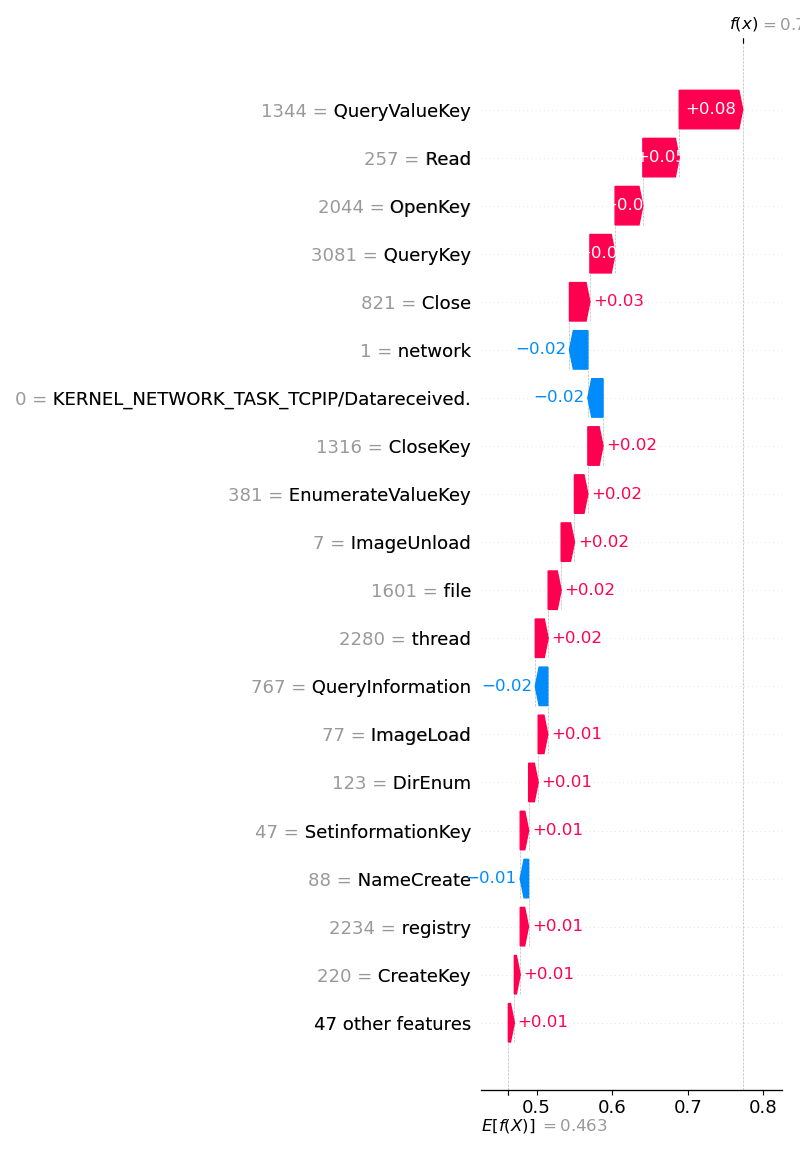 f(x) = 0.7
1344 = QueryValueKey
+0.08
257 = Read
+0.05
2044 = OpenKey
3081 = QueryKey
821 = Close
+0.03
1 = network
−0.02
0 = KERNEL_NETWORK_TASK_TCPIP/Datareceived.
−0.02
1316 = CloseKey
+0.02
381 = EnumerateValueKey
+0.02
7 = ImageUnload
+0.02
1601 = file
+0.02
2280 = thread
+0.02
767 = QueryInformation
−0.02
77 = ImageLoad
+0.01
123 = DirEnum
+0.01
47 = SetinformationKey
+0.01
88 = NameCreate
−0.01
2234 = registry
+0.01
220 = CreateKey
+0.01
47 other features
+0.01
0.5 0.6 0.7 0.8
E[f(X)] = 0.463